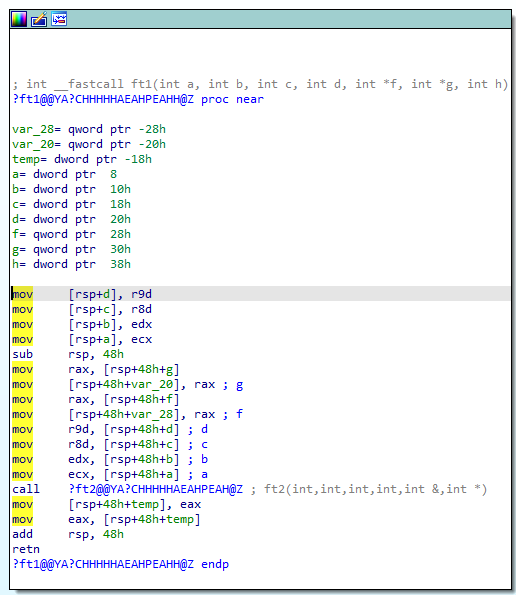 ; int __fastcall ft1(int a, int b, int c, int d, int *f, int *g, int h)
?ft1@@YA?CHHHHHAEAHPEAHH@Z proc near
var_28= qword ptr -28h
var_20= qword ptr -20h
temp= dword ptr -18h
a= dword ptr  8
b= dword ptr  10h
c= dword ptr  18h
d= dword ptr  20h
f= qword ptr  28h
g= qword ptr  30h
h= dword ptr  38h
mov     [rsp+d], r9d
mov     [rsp+c], r8d
mov     [rsp+b], edx
mov     [rsp+a], ecx
sub     rsp, 48h
mov     rax, [rsp+48h+g]
mov     [rsp+48h+var_20], rax ; g
mov     rax, [rsp+48h+f]
mov     [rsp+48h+var_28], rax ; f
mov     r9d, [rsp+48h+d] ; d
mov     r8d, [rsp+48h+c] ; c
mov     edx, [rsp+48h+b] ; b
mov     ecx, [rsp+48h+a] ; a
call    ?ft2@@YA?CHHHHHAEAHPEAH@Z ; ft2(int,int,int,int,int &,int *)
mov     [rsp+48h+temp], eax
mov     eax, [rsp+48h+temp]
add     rsp, 48h
retn
?ft1@@YA?CHHHHHAEAHPEAHH@Z endp